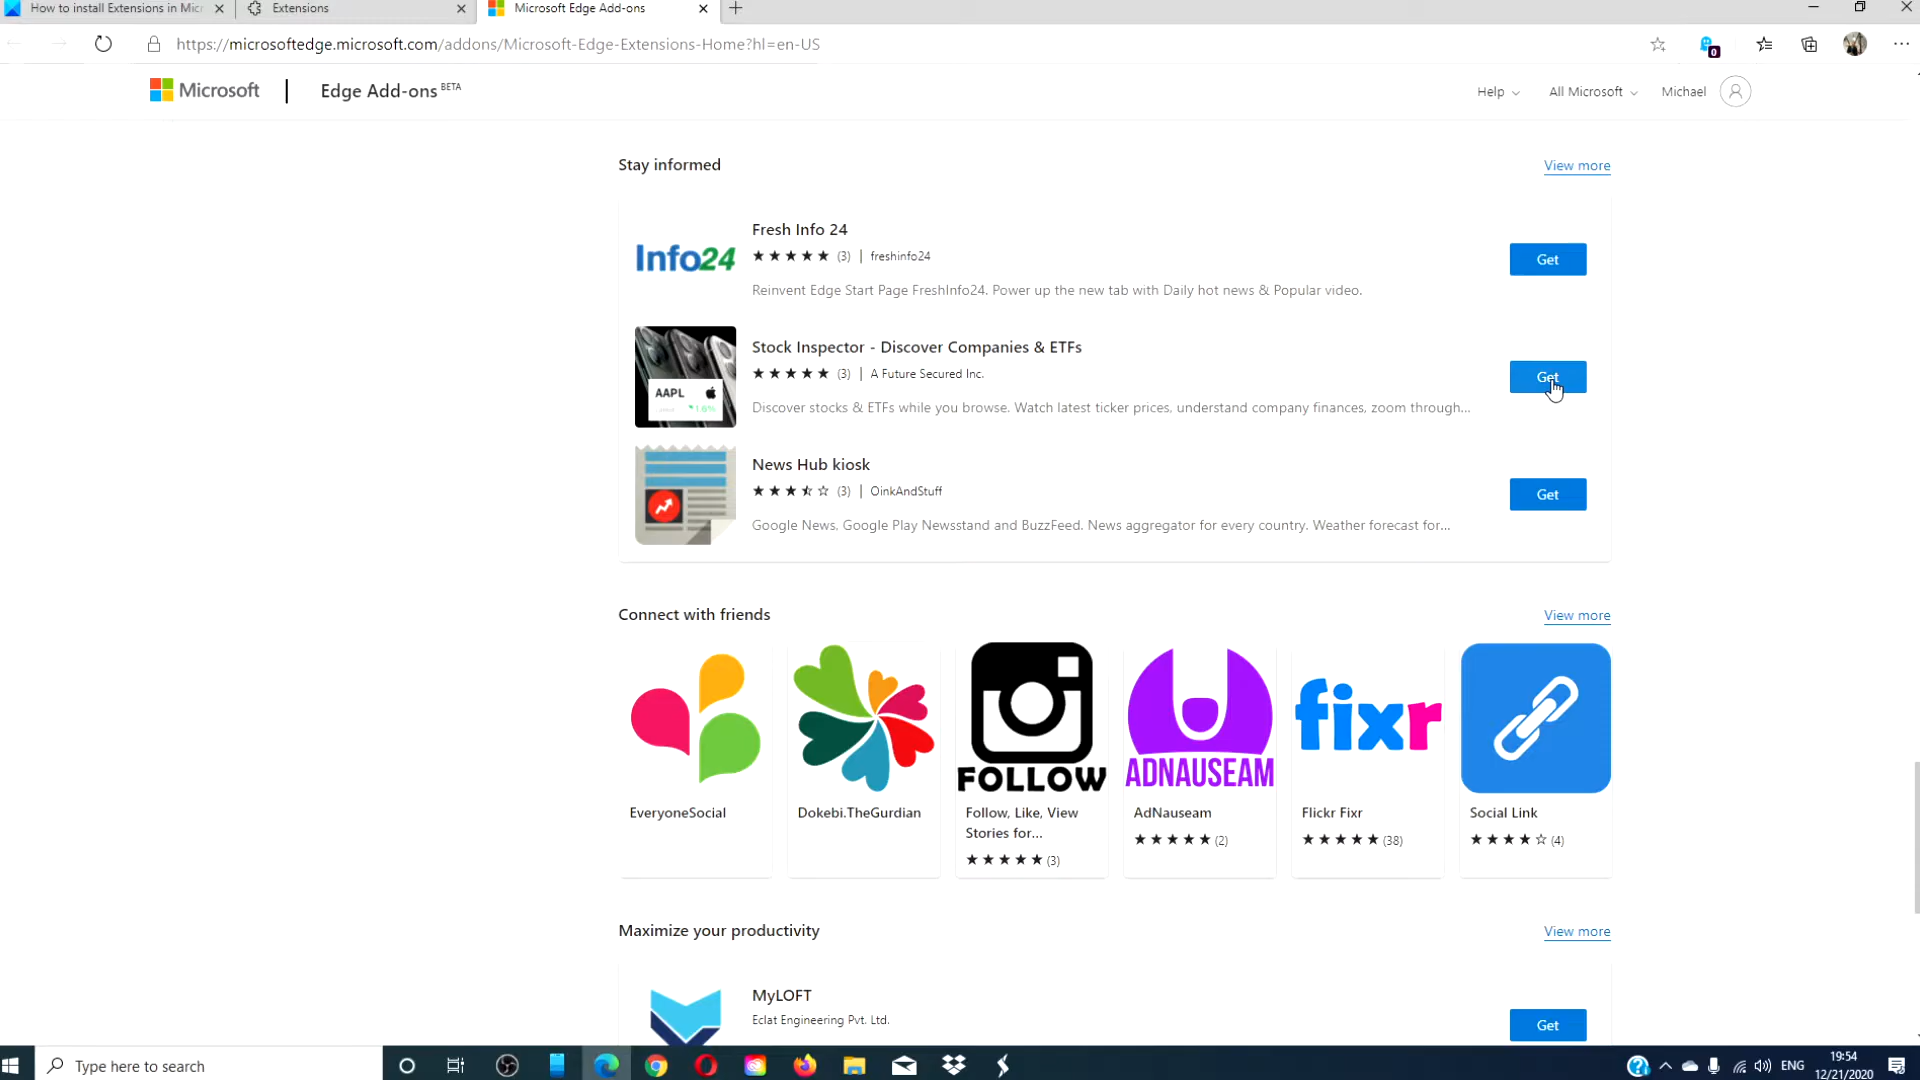 How to install Extensions in Micr
Extensions
Microsoft Edge Add-ons
https://microsoftedge.microsoft.com/addons/Microsoft-Edge-Extensions-Home?hl=en-US
0
Microsoft
Edge Add-ons BETA
Help
All Microsoft
Michael
Stay informed
View more
Info24
Fresh Info 24
(3) | freshinfo24
Reinvent Edge Start Page FreshInfo24. Power up the new tab with Daily hot news & Popular video.
Get
AAPL
1.6%
Stock Inspector - Discover Companies & ETFs
(3) | A Future Secured Inc.
Discover stocks & ETFs while you browse. Watch latest ticker prices, understand company finances, zoom through...
Get
News Hub kiosk
(3) | OinkAndStuff
Google News. Google Play Newsstand and BuzzFeed. News aggregator for every country. Weather forecast for...
Get
Connect with friends
View more
FOLLOW
ADNAUSEAM
fixr
EveryoneSocial
Dokebi.TheGurdian
Follow, Like, View
Stories for...
(3)
AdNauseam
(2)
Flickr Fixr
(38)
Social Link
(4)
Maximize your productivity
View more
MyLOFT
Eclat Engineering Pvt. Ltd.
Get
Type here to search
ENG
19:54
12/21/2020